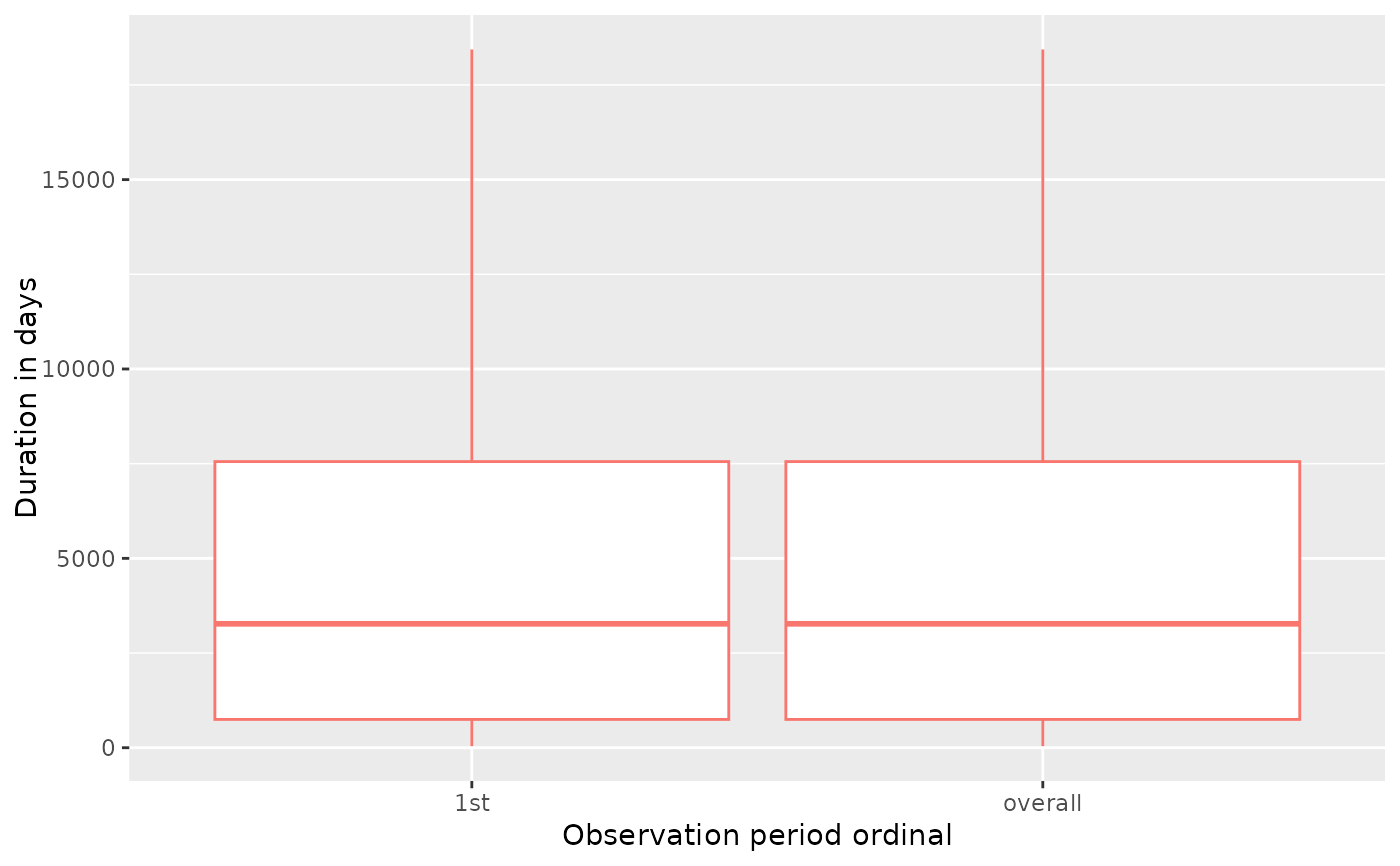 Duration in days
15000
10000
5000
0
1st overall
Observation period ordinal